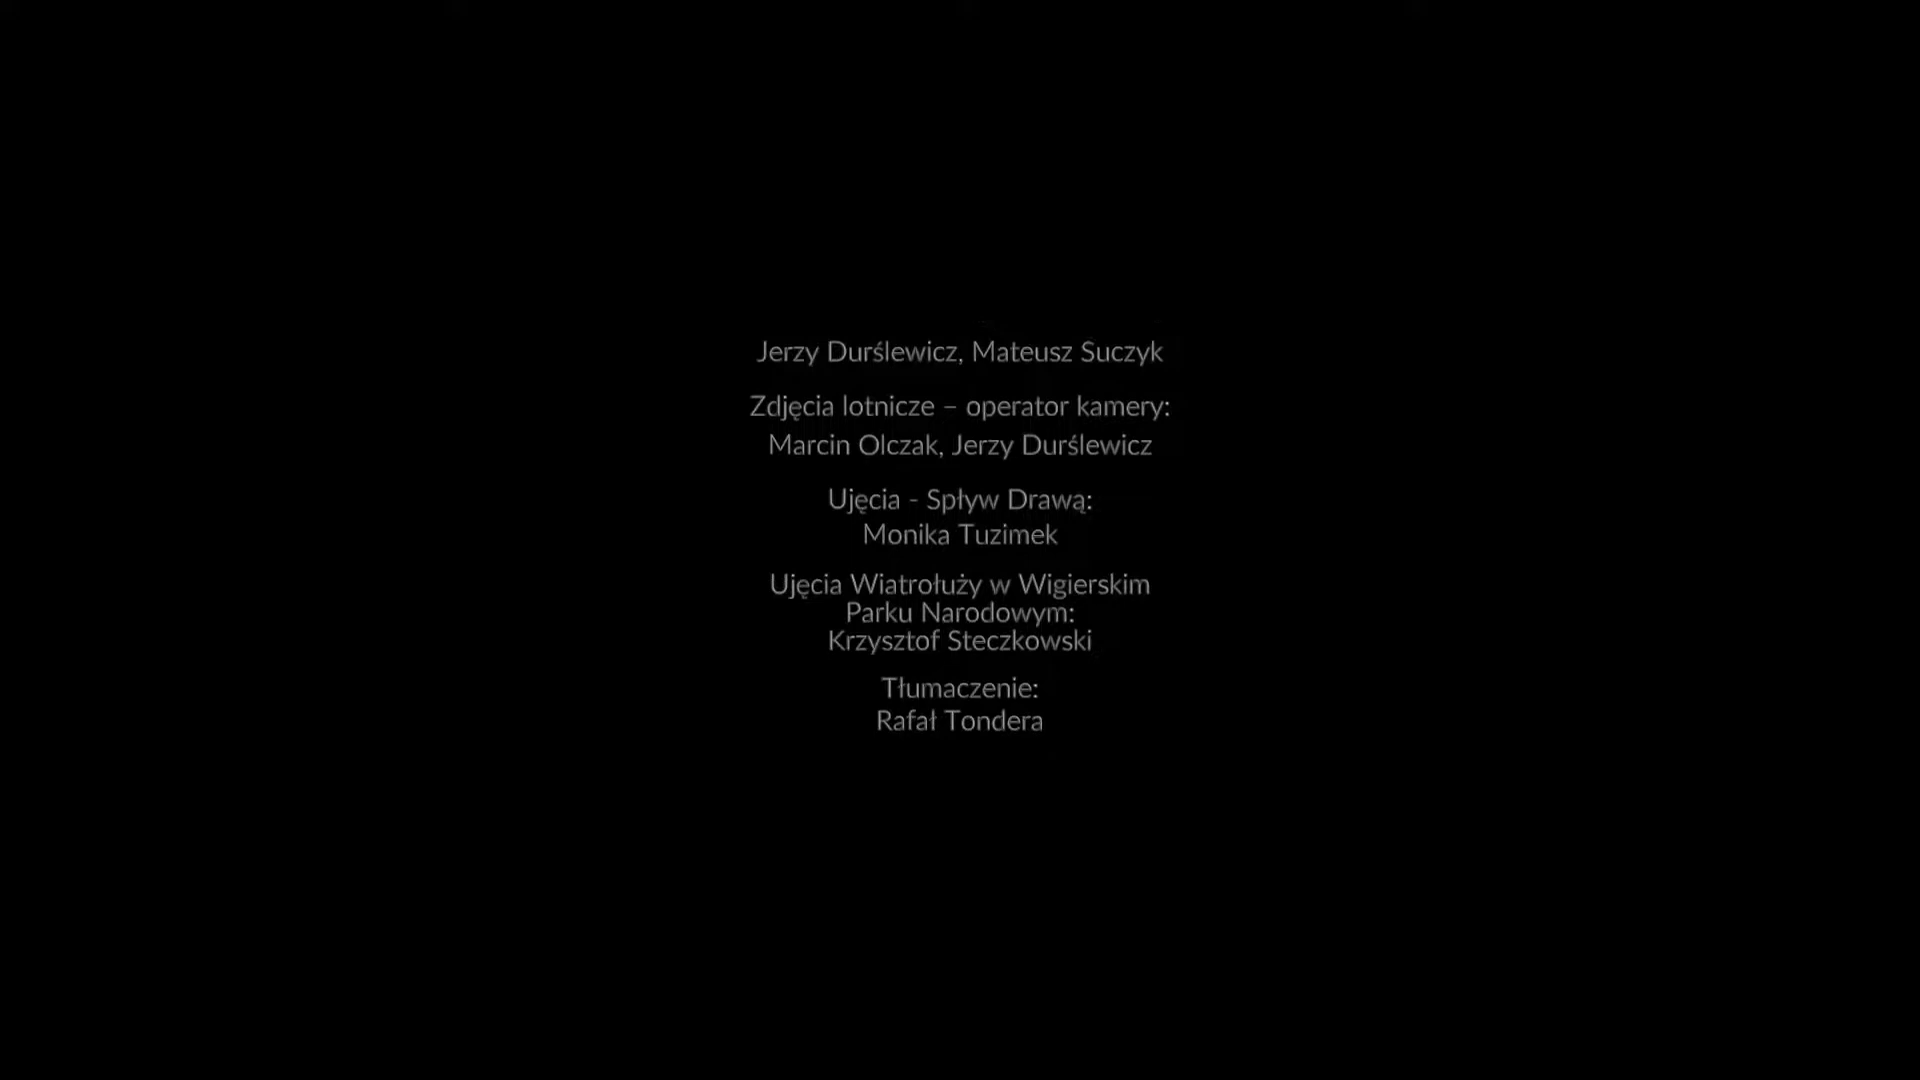 Jerzy Durślewicz, Mateusz Suczyk
Zdjęcia lotnicze – operator kamery:
Marcin Olczak, Jerzy Durślewicz
Ujęcia - Spływ Drawą:
Monika Tuzimek
Ujęcia Wiatrołuży w Wigierskim
Parku Narodowym:
Krzysztof Steczkowski
Tłumaczenie:
Rafał Tondera